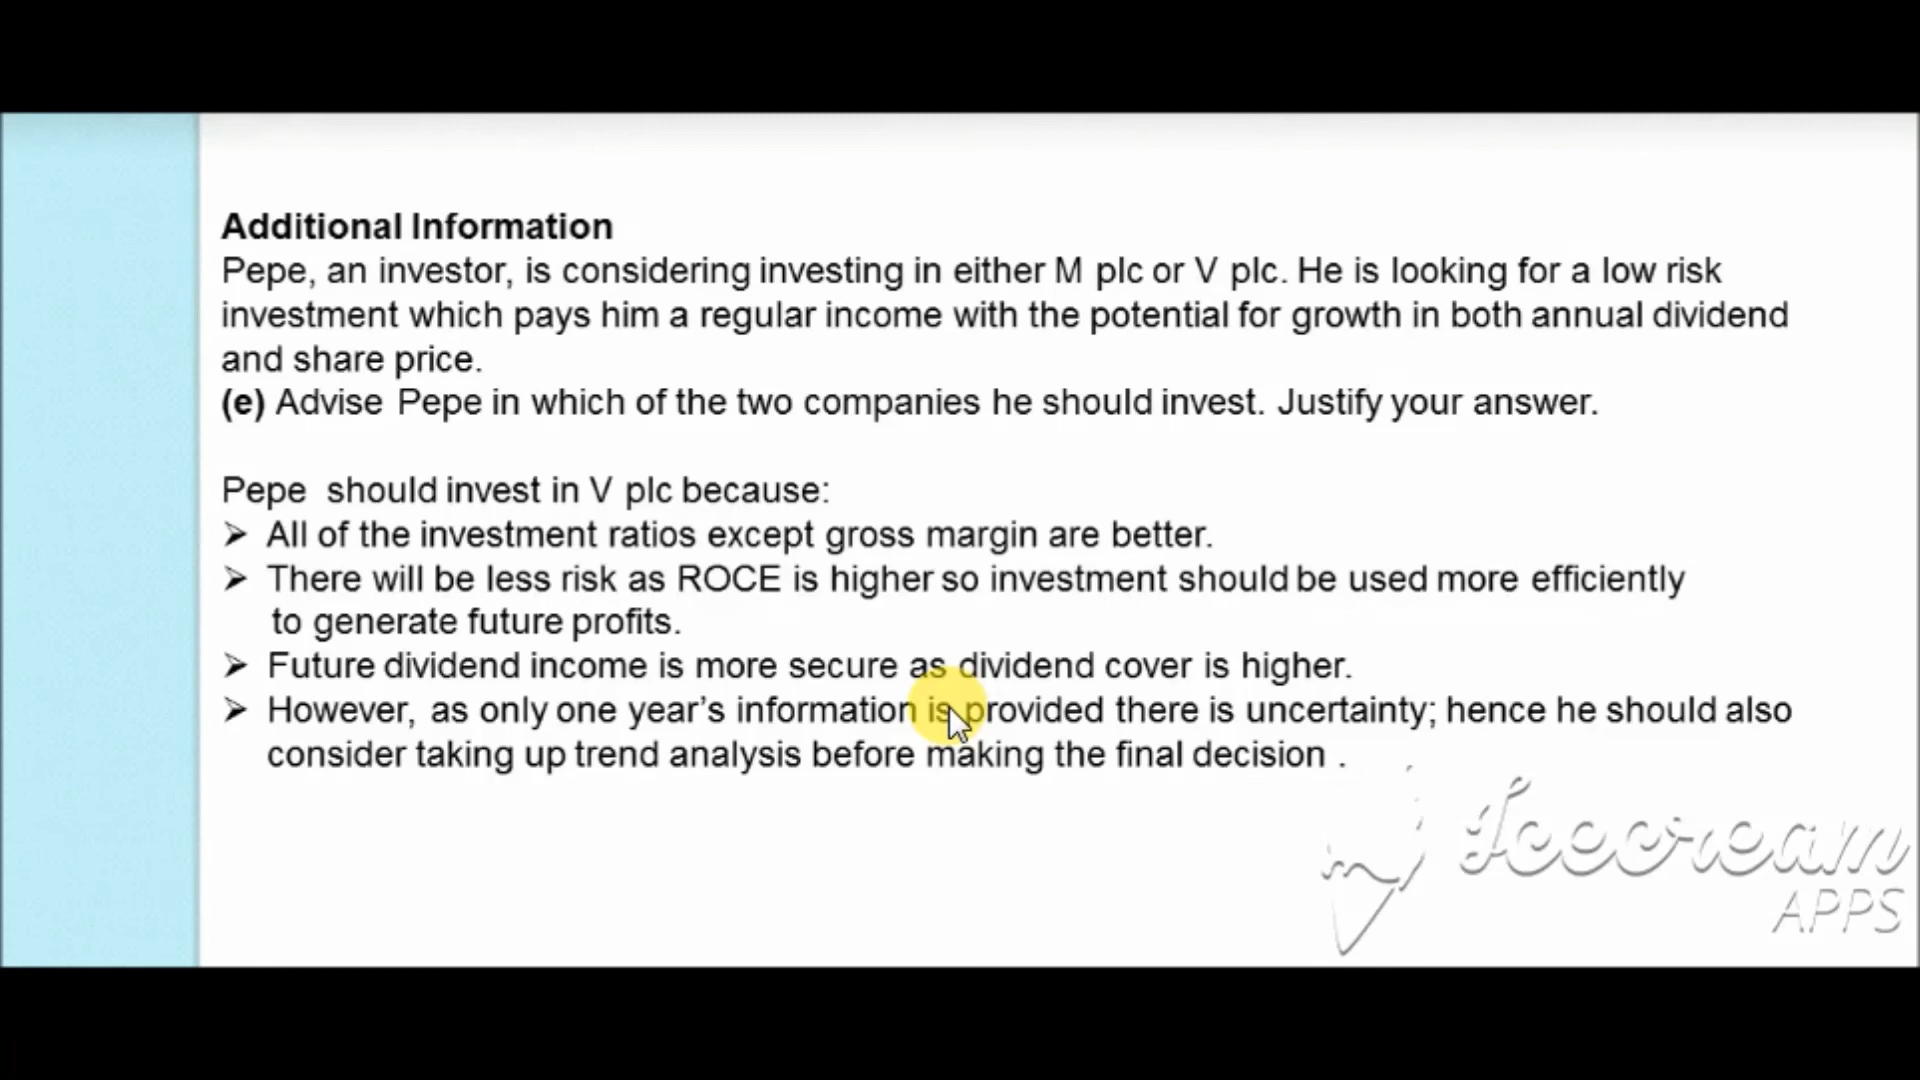 Additional Information
Pepe, an investor, is considering investing in either M plc or V plc. He is looking for a low risk
investment which pays him a regular income with the potential for growth in both annual dividend
and share price.
(e) Advise Pepe in which of the two companies he should invest. Justify your answer.
Pepe should invest in V plc because:
➢ All of the investment ratios except gross margin are better.
➢ There will be less risk as ROCE is higher so investment should be used more efficiently
to generate future profits.
➢ Future dividend income is more secure as dividend cover is higher.
➢ However, as only one year's information is provided there is uncertainty; hence he should also
consider taking up trend analysis before making the final decision .
Icecream
APPS